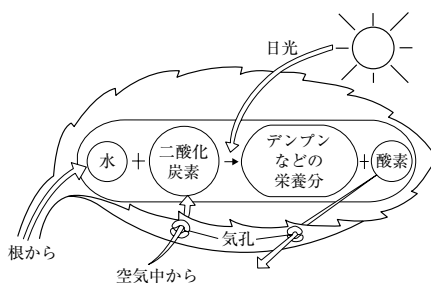 日光
水 + 二酸化炭素 → デンプンなどの栄養分 + 酸素
気孔
根から
空気中から